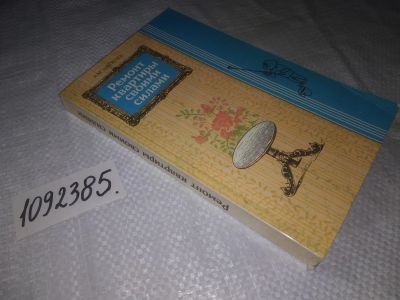 Ремонт
квартиры
своими
силами
Ремонт квартиры своими силами
1092385.